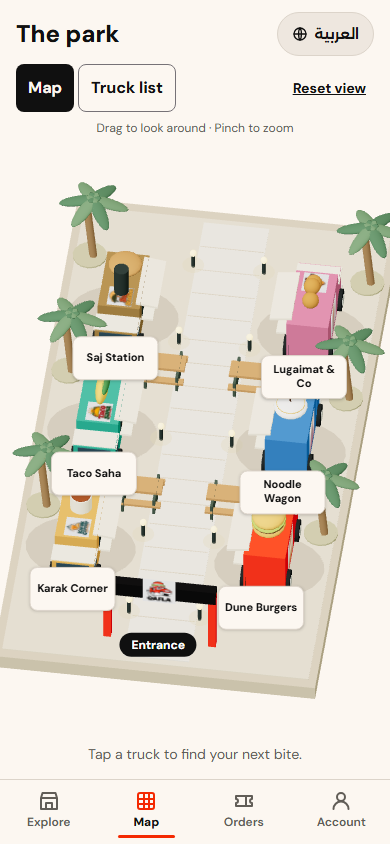 The park
العربية
Map
Truck list
Reset view
Drag to look around · Pinch to zoom
Saj Station
Lugaimat &
Co
Taco Saha
Noodle
Wagon
Karak Corner
Dune Burgers
Entrance
Tap a truck to find your next bite.
Explore
Map
Orders
Account